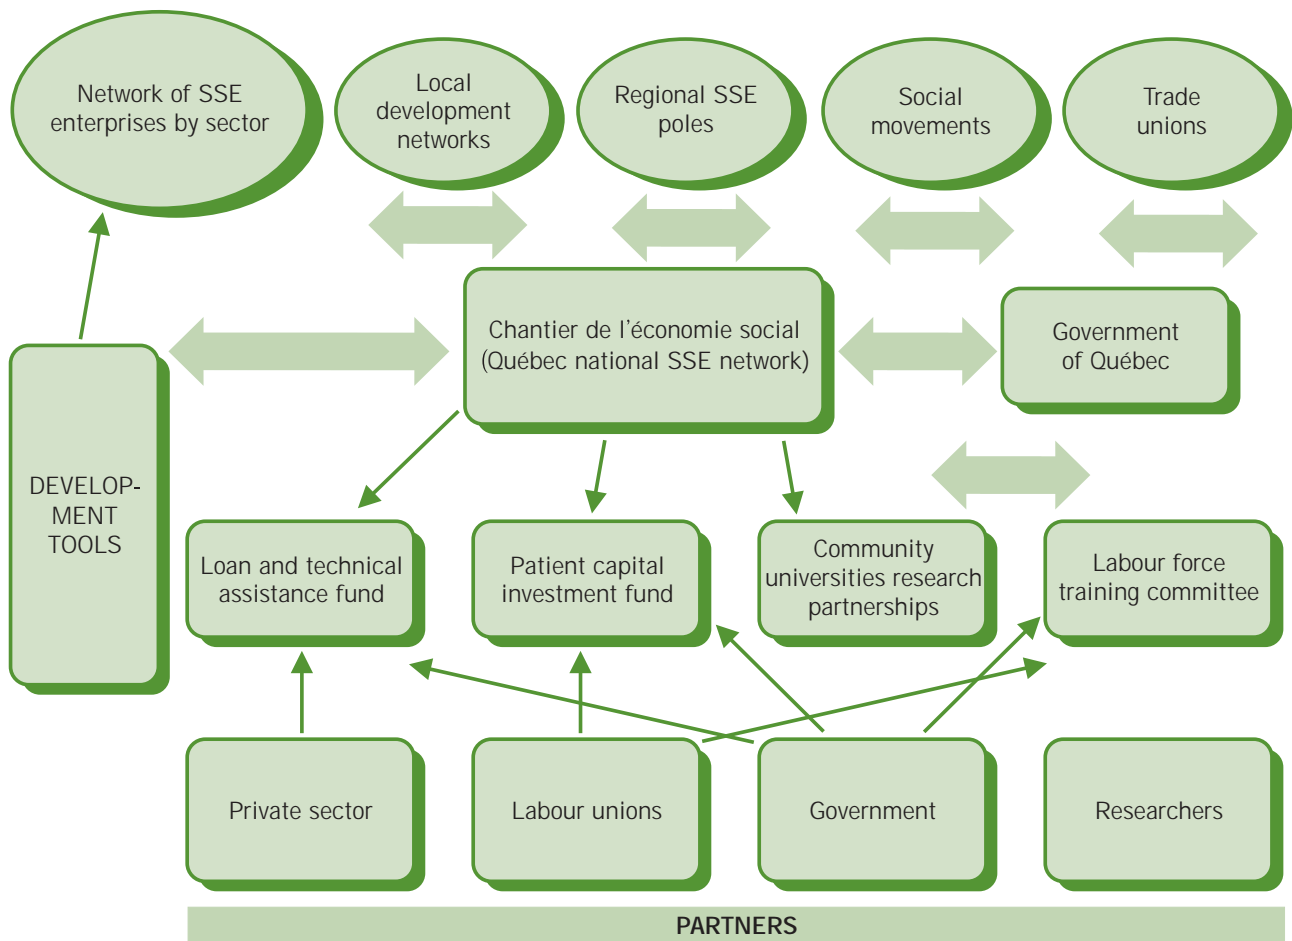 Network of SSE
enterprises by sector
Local
development
networks
Regional SSE
poles
Social
movements
Trade
unions
Chantier de l'économie social
(Québec national SSE network)
Government
of Québec
DEVELOP-
MENT
TOOLS
Loan and technical
assistance fund
Patient capital
investment fund
Community
universities research
partnerships
Labour force
training committee
Private sector
Labour unions
Government
Researchers
PARTNERS